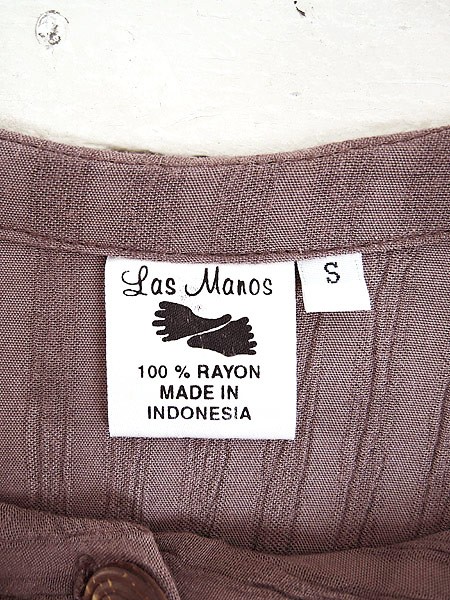 Las Manos
S
100 % RAYON
MADE IN
INDONESIA